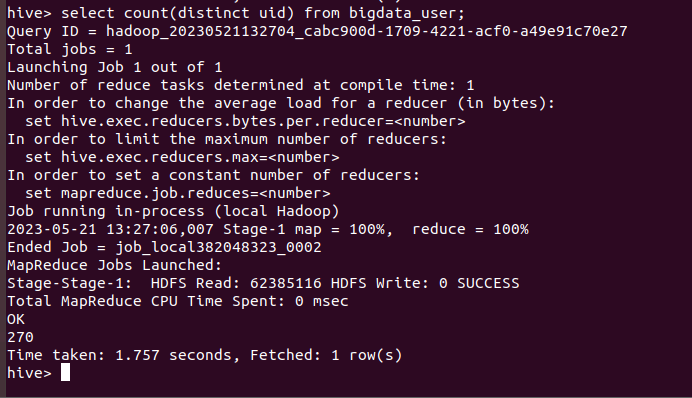 hive> select count(distinct uid) from bigdata_user;
Query ID = hadoop_20230521132704_cabc900d-1709-4221-acf0-a49e91c70e27
Total jobs = 1
Launching Job 1 out of 1
Number of reduce tasks determined at compile time: 1
In order to change the average load for a reducer (in bytes):
  set hive.exec.reducers.bytes.per.reducer=<number>
In order to limit the maximum number of reducers:
  set hive.exec.reducers.max=<number>
In order to set a constant number of reducers:
  set mapreduce.job.reduces=<number>
Job running in-process (local Hadoop)
2023-05-21 13:27:06,007 Stage-1 map = 100%,  reduce = 100%
Ended Job = job_local382048323_0002
MapReduce Jobs Launched:
Stage-Stage-1:  HDFS Read: 62385116 HDFS Write: 0 SUCCESS
Total MapReduce CPU Time Spent: 0 msec
OK
270
Time taken: 1.757 seconds, Fetched: 1 row(s)
hive>